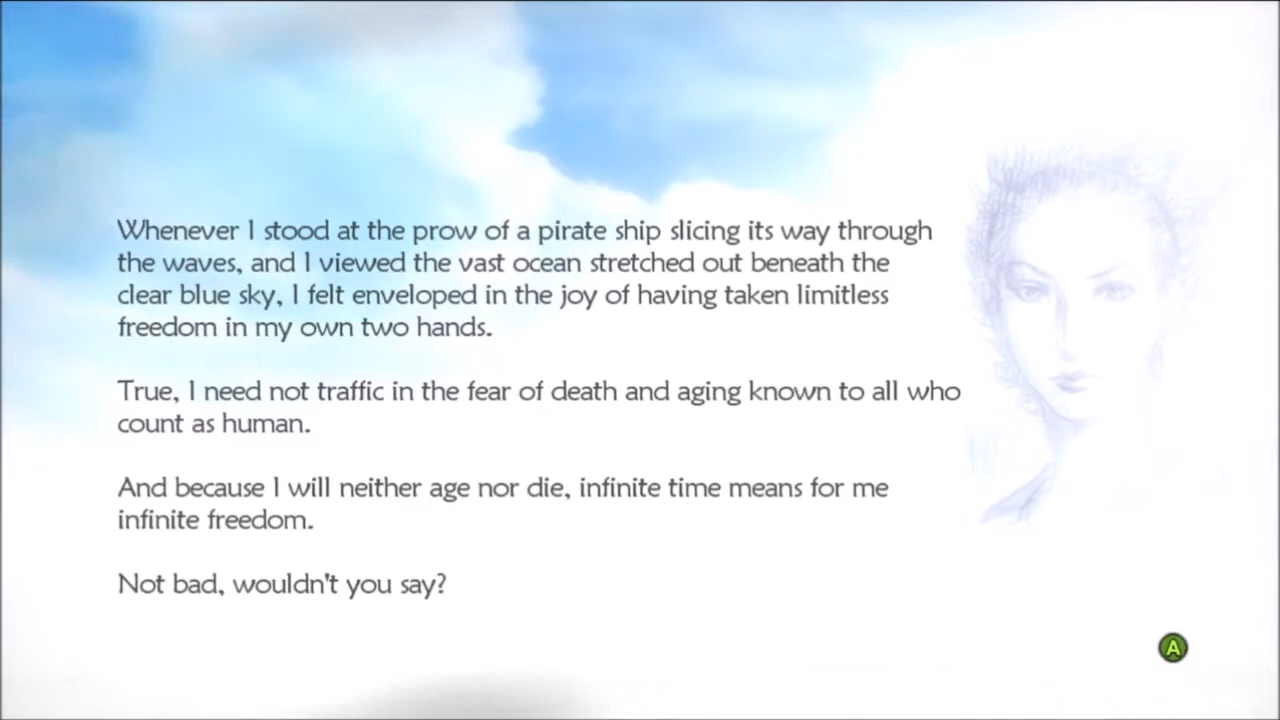 Whenever I stood at the prow of a pirate ship slicing its way through
the waves, and I viewed the vast ocean stretched out beneath the
clear blue sky, I felt enveloped in the joy of having taken limitless
freedom in my own two hands.
True, I need not traffic in the fear of death and aging known to all who
count as human.
And because I will neither age nor die, infinite time means for me
infinite freedom.
Not bad, wouldn't you say?
A